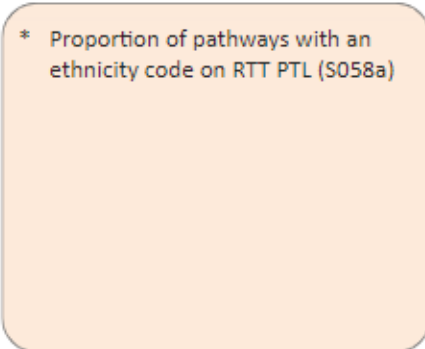 * Proportion of pathways with an
ethnicity code on RTT PTL (S058a)